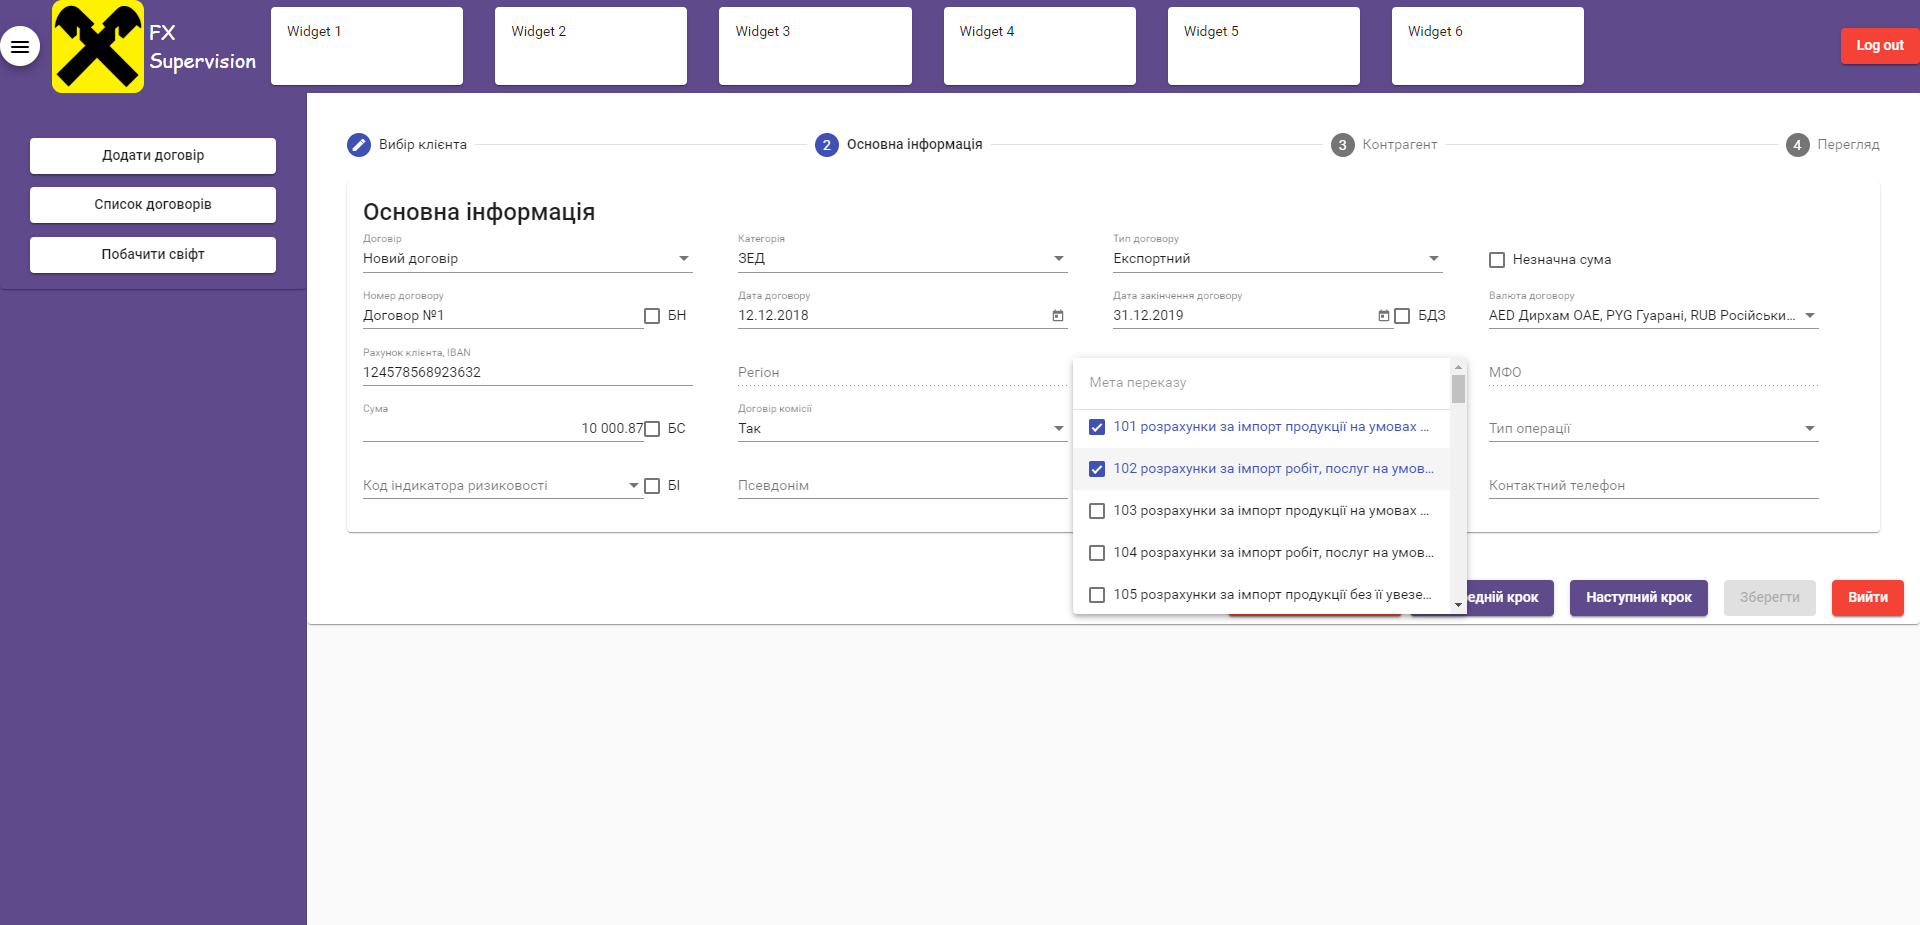 FX
Supervision
Widget 1
Widget 2
Widget 3
Widget 4
Widget 5
Widget 6
Log out
Додати договір
Список договорів
Побачити свіфт
Вибір клієнта
2 Основна інформація
3 Контрагент
4 Перегляд
Основна інформація
Договір
Новий договір
Категорія
ЗЕД
Тип договору
Експортний
Незначна сума
Номер договору
Договор №1
БН
Дата договору
12.12.2018
Дата закінчення договору
31.12.2019
БДЗ
Валюта договору
AED Дирхам ОАЕ, PYG Гуарані, RUB Російськи...
Рахунок клієнта, IBAN
124578568923632
Регіон
МФО
Сума
10 000.87
БС
Договір комісії
Так
Тип операції
Код індикатора ризиковості
БІ
Псевдонім
Контактний телефон
Мета переказу
101 розрахунки за імпорт продукції на умовах ...
102 розрахунки за імпорт робіт, послуг на умов...
103 розрахунки за імпорт продукції на умовах ...
104 розрахунки за імпорт робіт, послуг на умов...
105 розрахунки за імпорт продукції без її увезе...
едній крок
Наступний крок
Зберегти
Вийти